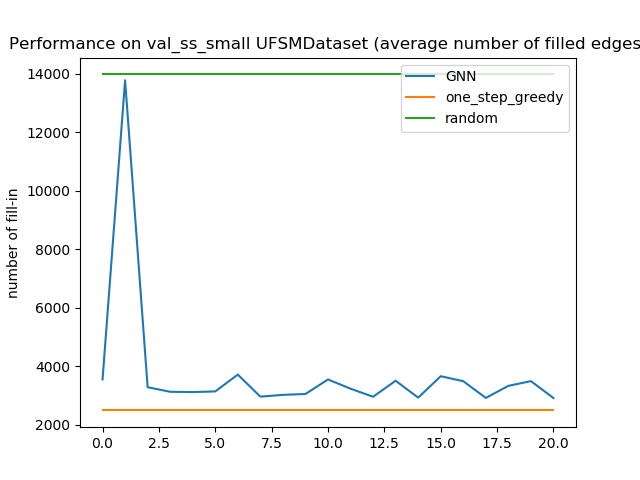 Performance on val_ss_small UFSMDataset (average number of filled edges
GNN
one_step_greedy
random
number of fill-in
14000
12000
10000
8000
6000
4000
2000
0.0 2.5 5.0 7.5 10.0 12.5 15.0 17.5 20.0